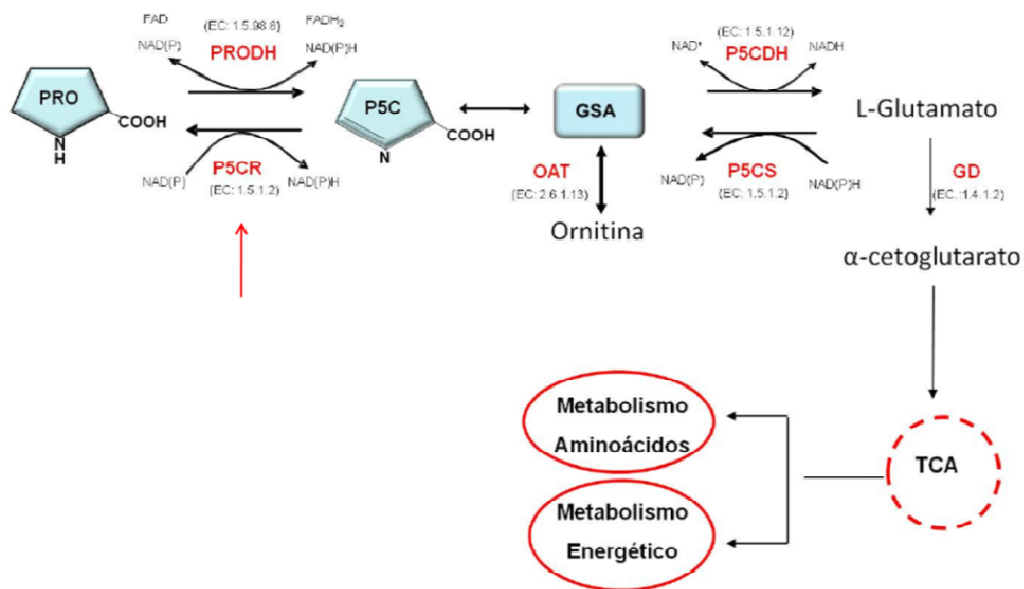 FAD
NAD(P)
(EC: 1.5.98.8)
PRODH
FADH₂
NAD(P)H
PRO
N
H
COOH
P5C
N
COOH
NAD(P)
P5CR
(EC: 1.5.1.2)
NAD(P)H
GSA
OAT
(EC: 2.6.1.13)
Ornitina
NAD⁺
(EC: 1.5.1.12)
P5CDH
NADH
NAD(P)
P5CS
(EC: 1.5.1.2)
NAD(P)H
L-Glutamato
GD
(EC.:1.4.1.2)
α-cetoglutarato
TCA
Metabolismo
Aminoácidos
Metabolismo
Energético